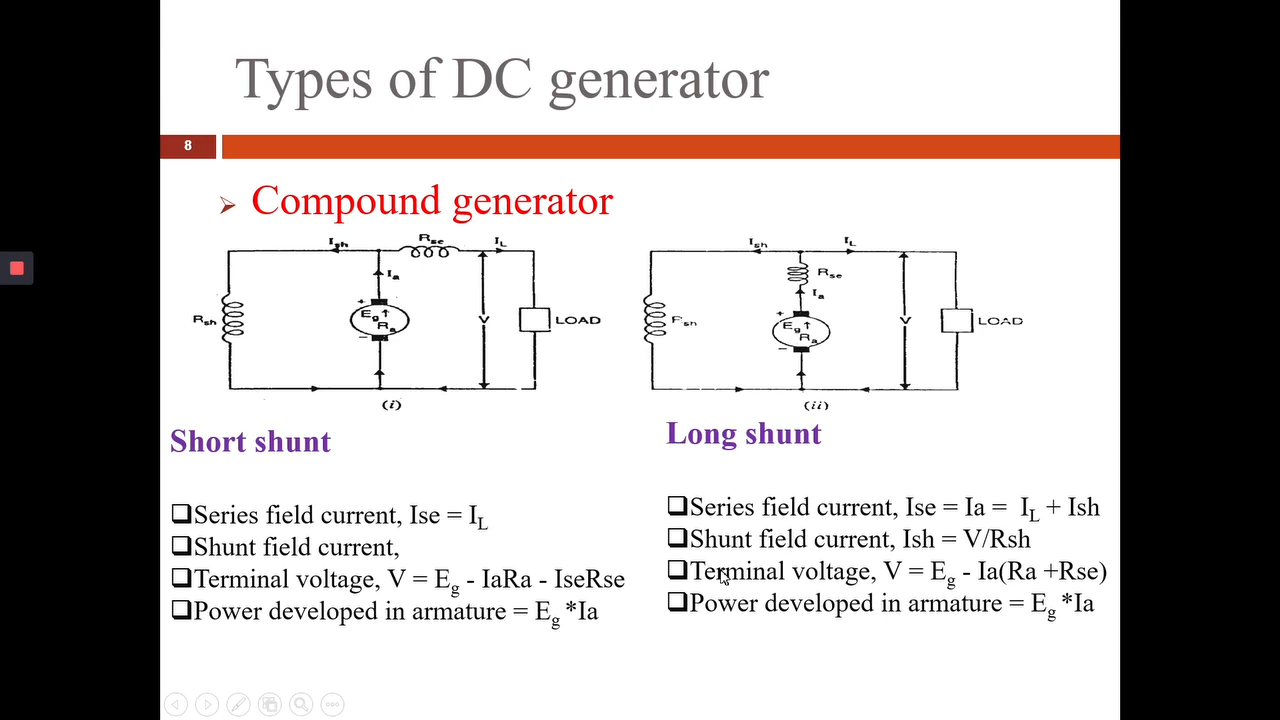 Types of DC generator
8
Compound generator
Ish Rse IL
Ia
Rsh
+
Eg↑
Ra
−
V
LOAD
(i)
Ish IL
Rse
Ia
Rsh
+
Eg↑
Ra
−
V
LOAD
(ii)
Short shunt
❑Series field current, Ise = IL
❑Shunt field current,
❑Terminal voltage, V = Eg - IaRa - IseRse
❑Power developed in armature = Eg *Ia
Long shunt
❑Series field current, Ise = Ia = IL + Ish
❑Shunt field current, Ish = V/Rsh
❑Terminal voltage, V = Eg - Ia(Ra +Rse)
❑Power developed in armature = Eg *Ia